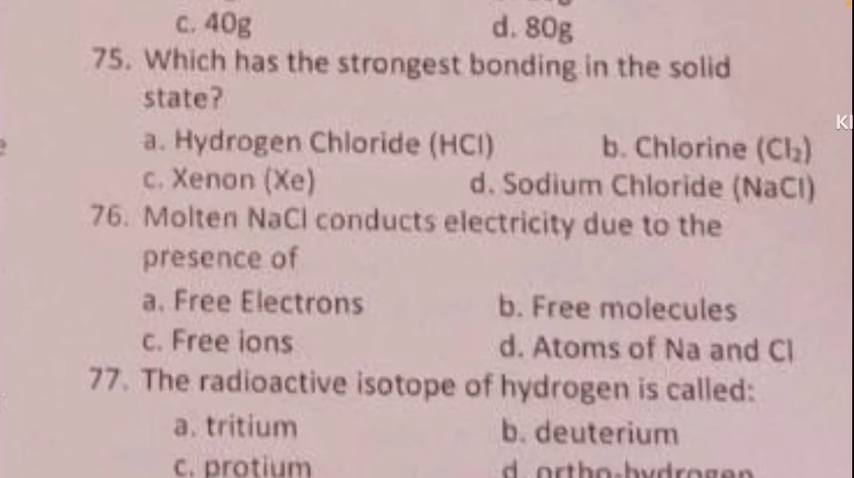 c. 40g d. 80g
75. Which has the strongest bonding in the solid
state?
a. Hydrogen Chloride (HCl) b. Chlorine (Cl₂)
c. Xenon (Xe) d. Sodium Chloride (NaCl)
76. Molten NaCl conducts electricity due to the
presence of
a. Free Electrons b. Free molecules
c. Free ions d. Atoms of Na and Cl
77. The radioactive isotope of hydrogen is called:
a. tritium b. deuterium
c. protium d. ortho-hydrogen